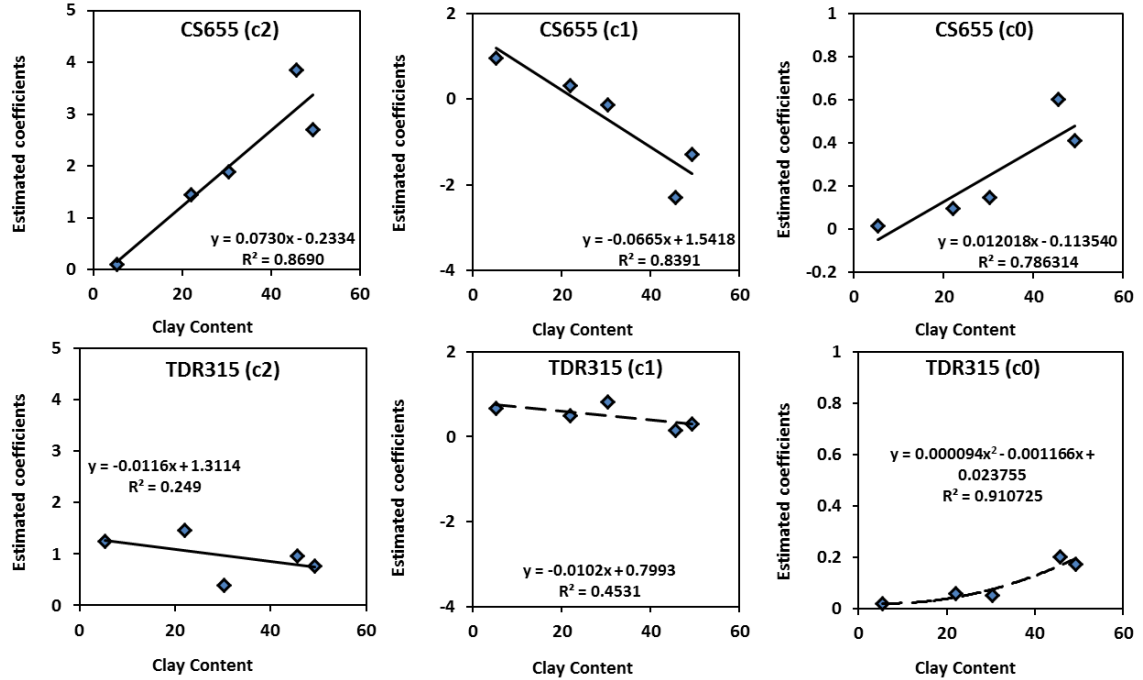 CS655 (c2)
Estimated coefficients
5
4
3
2
1
0
y = 0.0730x - 0.2334
R² = 0.8690
0
20
40
60
Clay Content
CS655 (c1)
Estimated coefficients
2
0
-2
-4
y = -0.0665x + 1.5418
R² = 0.8391
0
20
40
60
Clay Content
CS655 (c0)
Estimated coefficients
1
0.8
0.6
0.4
0.2
0
-0.2
y = 0.012018x - 0.113540
R² = 0.786314
0
20
40
60
Clay Content
TDR315 (c2)
Estimated coefficients
5
4
3
2
1
0
y = -0.0116x + 1.3114
R² = 0.249
0
20
40
60
Clay Content
TDR315 (c1)
Estimated coefficients
2
0
-2
-4
y = -0.0102x + 0.7993
R² = 0.4531
0
20
40
60
Clay Content
TDR315 (c0)
Estimated coefficients
1
0.8
0.6
0.4
0.2
0
y = 0.000094x² - 0.001166x +
0.023755
R² = 0.910725
0
20
40
60
Clay Content